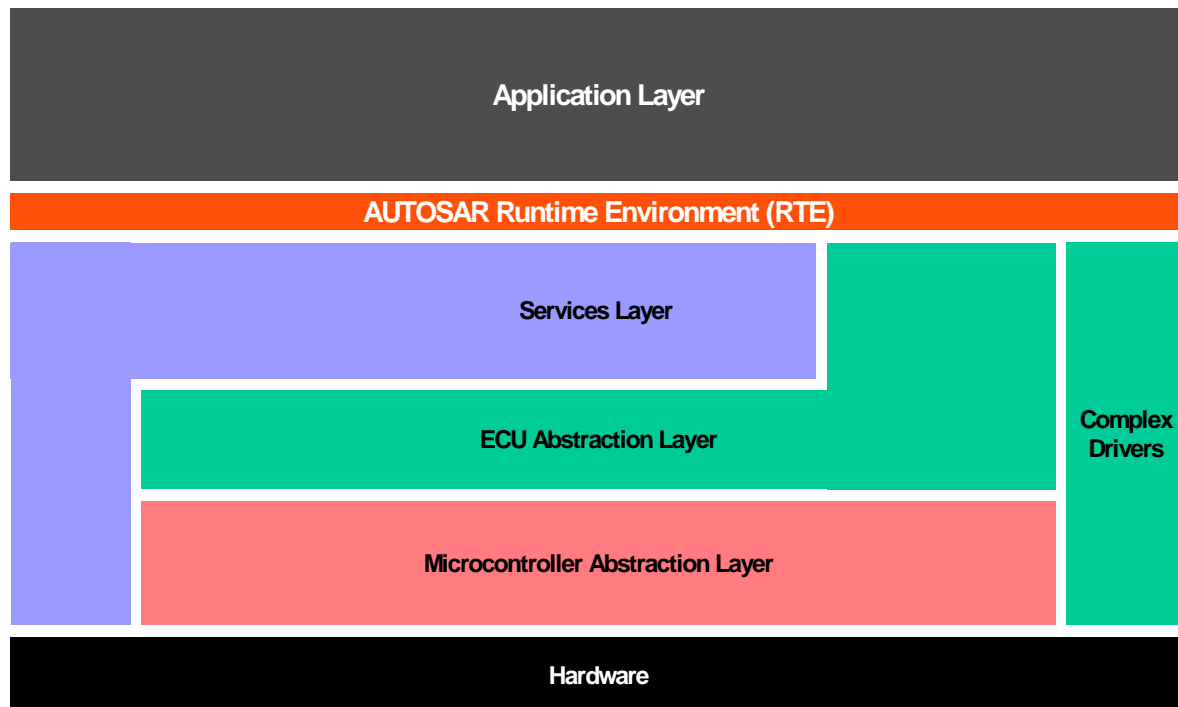 Application Layer
AUTOSAR Runtime Environment (RTE)
Services Layer
ECU Abstraction Layer
Complex
Drivers
Microcontroller Abstraction Layer
Hardware